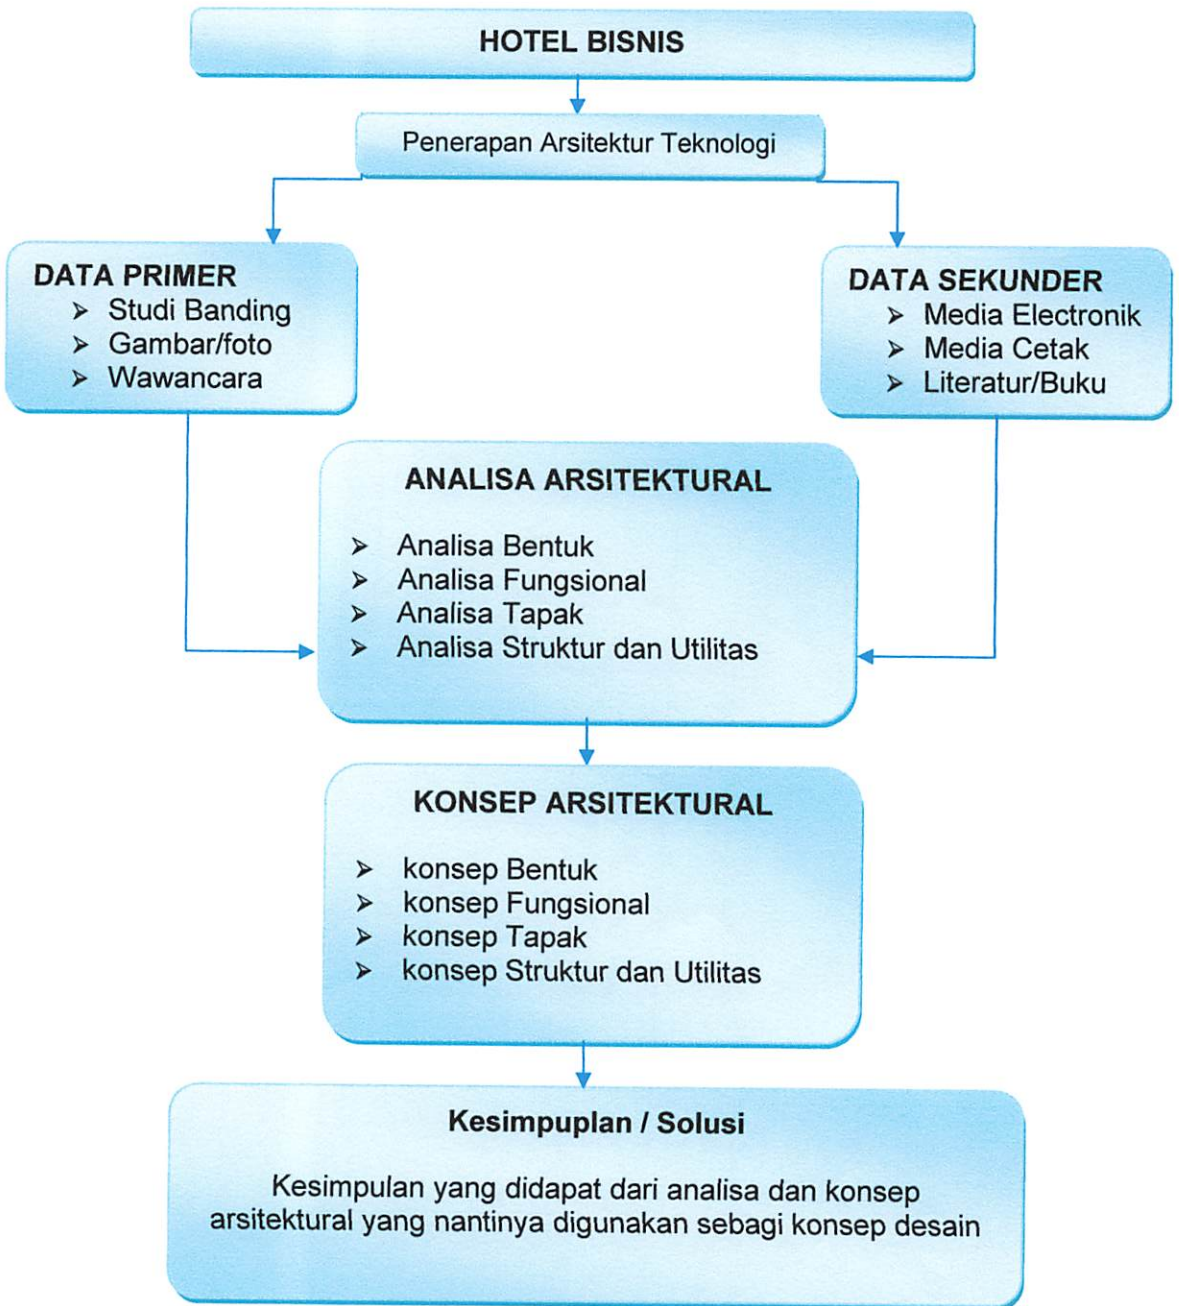 HOTEL BISNIS
Penerapan Arsitektur Teknologi
DATA PRIMER
➢ Studi Banding
➢ Gambar/foto
➢ Wawancara
DATA SEKUNDER
➢ Media Electronik
➢ Media Cetak
➢ Literatur/Buku
ANALISA ARSITEKTURAL
➢ Analisa Bentuk
➢ Analisa Fungsional
➢ Analisa Tapak
➢ Analisa Struktur dan Utilitas
KONSEP ARSITEKTURAL
➢ konsep Bentuk
➢ konsep Fungsional
➢ konsep Tapak
➢ konsep Struktur dan Utilitas
Kesimpuplan / Solusi
Kesimpulan yang didapat dari analisa dan konsep
arsitektural yang nantinya digunakan sebagi konsep desain